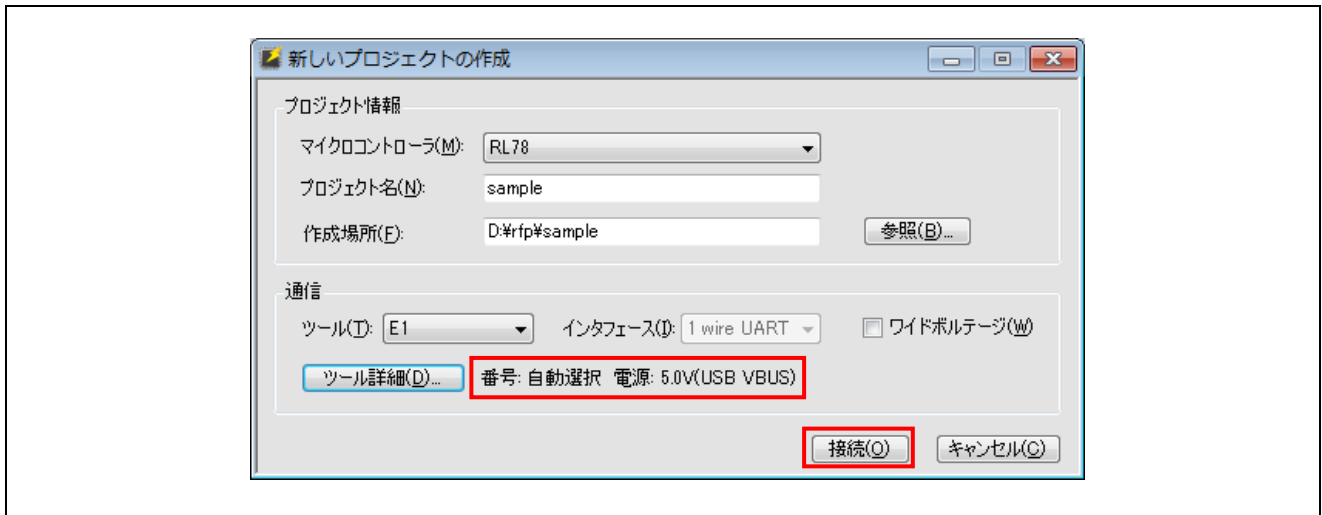 新しいプロジェクトの作成
プロジェクト情報
マイクロコントローラ(M): RL78
プロジェクト名(N): sample
作成場所(F): D:¥rfp¥sample 参照(B)...
通信
ツール(T): E1 インタフェース(I): 1 wire UART ワイドボルテージ(W)
ツール詳細(D)... 番号: 自動選択 電源: 5.0V(USB VBUS)
接続(O) キャンセル(C)